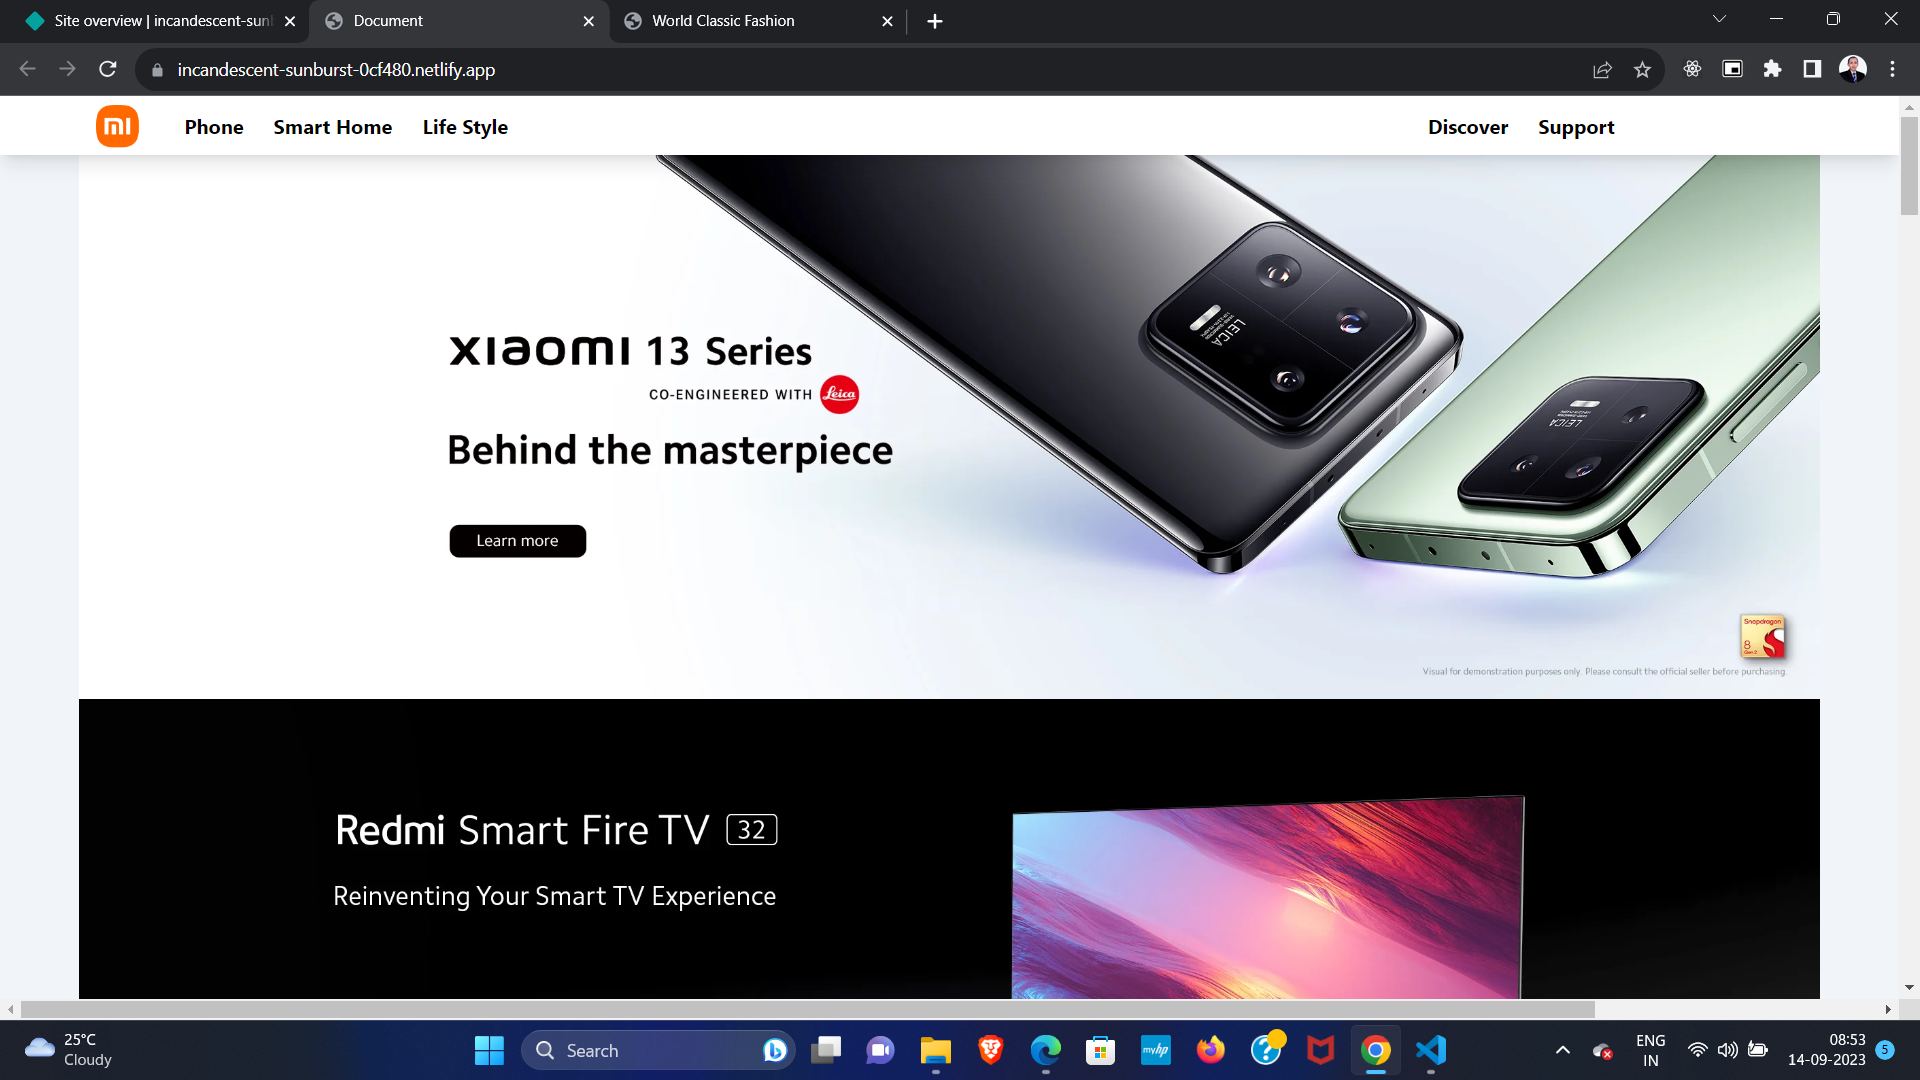 Site overview | incandescent-sun
Document
World Classic Fashion
incandescent-sunburst-0cf480.netlify.app
mi
Phone
Smart Home
Life Style
Discover
Support
LEICA
LEICA
xiaomi 13 Series
CO-ENGINEERED WITH Leica
Behind the masterpiece
Learn more
Snapdragon
8
Gen 2
Visual for demonstration purposes only. Please consult the official seller before purchasing.
Redmi Smart Fire TV 32
Reinventing Your Smart TV Experience
25°C
Cloudy
Search
myhp
ENG
IN
08:53
14-09-2023
5